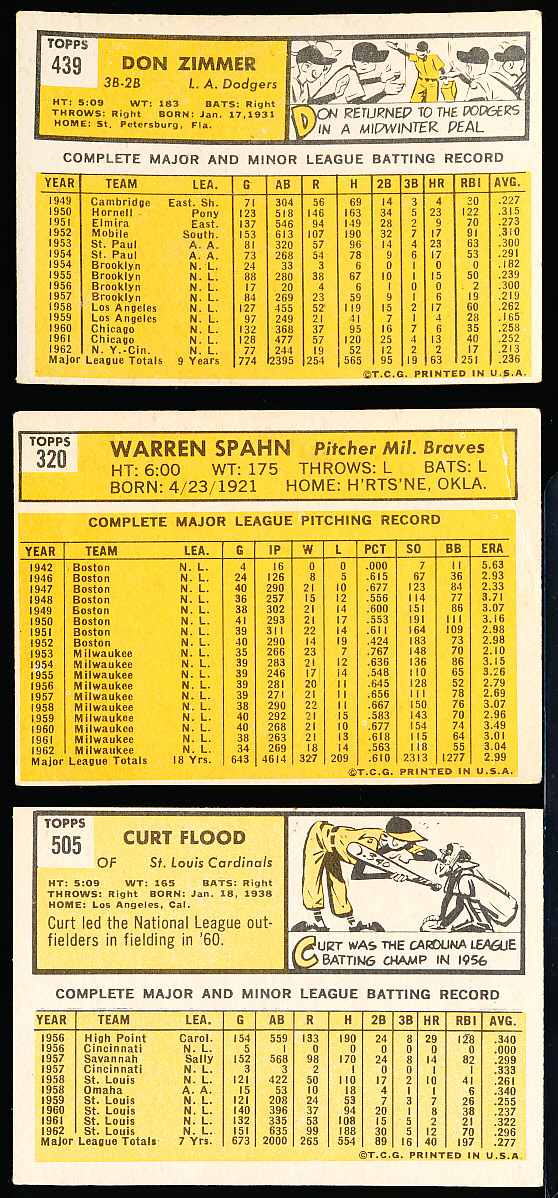 TOPPS
439
DON ZIMMER
3B-2B L. A. Dodgers
HT: 5:09 WT: 183 BATS: Right
THROWS: Right BORN: Jan. 17, 1931
HOME: St. Petersburg, Fla.
DON RETURNED TO THE DODGERS
IN A MIDWINTER DEAL
COMPLETE MAJOR AND MINOR LEAGUE BATTING RECORD
YEAR TEAM LEA. G AB R H 2B 3B HR RBI AVG.
1949 Cambridge East. Sh. 71 304 56 69 14 3 4 30 .227
1950 Hornell Pony 123 518 146 163 34 5 23 122 .315
1951 Elmira East. 137 546 94 149 28 2 9 70 .273
1952 Mobile South. 153 613 107 190 32 7 17 91 .310
1953 St. Paul A. A. 81 320 57 96 14 4 23 63 .300
1954 St. Paul A. A. 73 268 54 78 9 6 17 53 .291
1954 Brooklyn N. L. 24 33 3 6 0 1 0 0 .182
1955 Brooklyn N. L. 88 280 38 67 10 1 15 50 .239
1956 Brooklyn N. L. 17 20 4 6 1 0 0 2 .300
1957 Brooklyn N. L. 84 269 23 59 9 1 6 19 .219
1958 Los Angeles N. L. 127 455 52 119 15 2 17 60 .262
1959 Los Angeles N. L. 97 249 21 41 7 1 4 28 .165
1960 Chicago N. L. 132 368 37 95 16 7 6 35 .258
1961 Chicago N. L. 128 477 57 120 25 4 13 40 .252
1962 N. Y.-Cin. N. L. 77 244 19 52 12 2 2 17 .213
Major League Totals 9 Years 774 2395 254 565 95 19 63 251 .236
©T.C.G. PRINTED IN U.S.A.
TOPPS
320
WARREN SPAHN Pitcher Mil. Braves
HT: 6:00 WT: 175 THROWS: L BATS: L
BORN: 4/23/1921 HOME: H'RTS'NE, OKLA.
COMPLETE MAJOR LEAGUE PITCHING RECORD
YEAR TEAM LEA. G IP W L PCT SO BB ERA
1942 Boston N. L. 4 16 0 0 .000 7 11 5.63
1946 Boston N. L. 24 126 8 5 .615 67 36 2.93
1947 Boston N. L. 40 290 21 10 .677 123 84 2.33
1948 Boston N. L. 36 257 15 12 .556 114 77 3.71
1949 Boston N. L. 38 302 21 14 .600 151 86 3.07
1950 Boston N. L. 41 293 21 17 .553 191 111 3.16
1951 Boston N. L. 39 311 22 14 .611 164 109 2.98
1952 Boston N. L. 40 290 14 19 .424 183 73 2.98
1953 Milwaukee N. L. 35 266 23 7 .767 148 70 2.10
1954 Milwaukee N. L. 39 283 21 12 .636 136 86 3.15
1955 Milwaukee N. L. 39 246 17 14 .548 110 65 3.26
1956 Milwaukee N. L. 39 281 20 11 .645 128 52 2.79
1957 Milwaukee N. L. 39 271 21 11 .656 111 78 2.69
1958 Milwaukee N. L. 38 290 22 11 .667 150 76 3.07
1959 Milwaukee N. L. 40 292 21 15 .583 143 70 2.96
1960 Milwaukee N. L. 40 268 21 10 .677 154 74 3.49
1961 Milwaukee N. L. 38 263 21 13 .618 115 64 3.01
1962 Milwaukee N. L. 34 269 18 14 .563 118 55 3.04
Major League Totals 18 Yrs. 643 4614 327 209 .610 2313 1277 2.99
©T.C.G. PRINTED IN U.S.A.
TOPPS
505
CURT FLOOD
OF St. Louis Cardinals
HT: 5:09 WT: 165 BATS: Right
THROWS: Right BORN: Jan. 18, 1938
HOME: Los Angeles, Cal.
Curt led the National League out-
fielders in fielding in '60.
.340
CURT WAS THE CAROLINA LEAGUE
BATTING CHAMP IN 1956
COMPLETE MAJOR AND MINOR LEAGUE BATTING RECORD
YEAR TEAM LEA. G AB R H 2B 3B HR RBI AVG.
1956 High Point Carol. 154 559 133 190 24 8 29 128 .340
1956 Cincinnati N. L. 5 1 0 0 0 0 0 0 .000
1957 Savannah Sally 152 568 98 170 24 8 14 82 .299
1957 Cincinnati N. L. 3 3 2 1 0 0 1 1 .333
1958 St. Louis N. L. 121 422 50 110 17 2 10 41 .261
1958 Omaha A. A. 15 53 10 18 4 1 1 6 .340
1959 St. Louis N. L. 121 208 24 53 7 3 7 26 .255
1960 St. Louis N. L. 140 396 37 94 20 1 8 38 .237
1961 St. Louis N. L. 132 335 53 108 15 5 2 21 .322
1962 St. Louis N. L. 151 635 99 188 30 5 12 70 .296
Major League Totals 7 Yrs. 673 2000 265 554 89 16 40 197 .277
©T.C.G. PRINTED IN U.S.A.